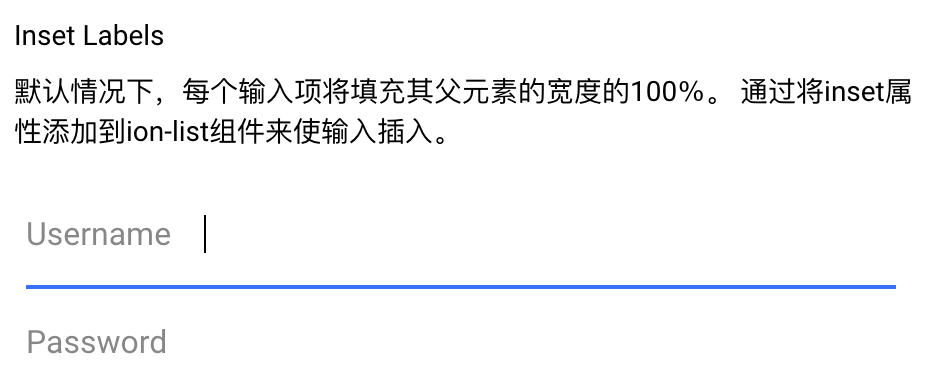 Inset Labels
默认情况下，每个输入项将填充其父元素的宽度的100%。 通过将inset属
性添加到ion-list组件来使输入插入。
Username
Password